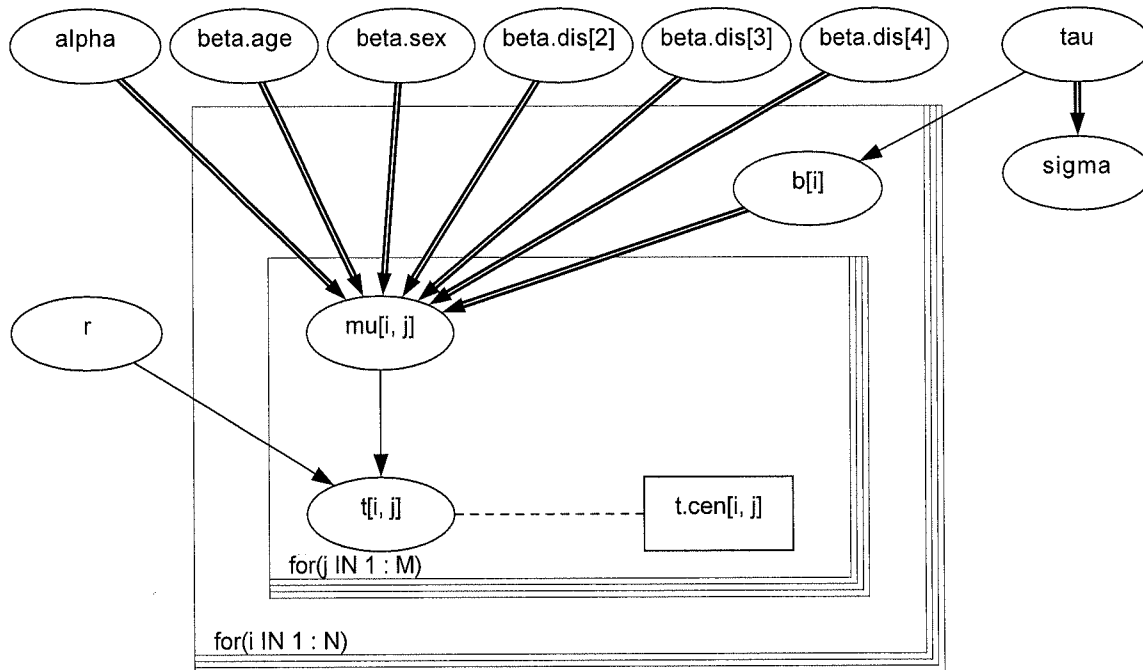 alpha
beta.age
beta.sex
beta.dis[2]
beta.dis[3]
beta.dis[4]
tau
b[i]
sigma
r
mu[i, j]
t[i, j]
t.cen[i, j]
for(j IN 1 : M)
for(i IN 1 : N)